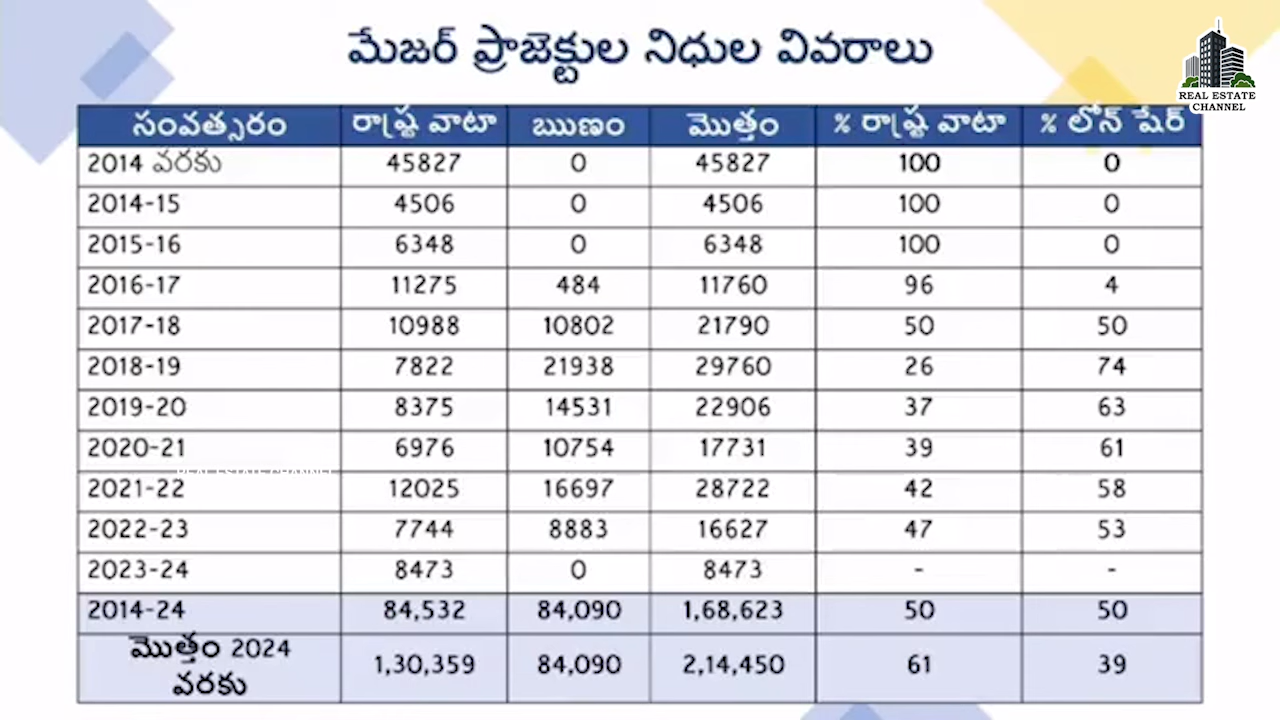 మేజర్ ప్రాజెక్టుల నిధుల వివరాలు
REAL ESTATE
CHANNEL
సంవత్సరం రాష్ట్ర వాటా ఋణం మొత్తం % రాష్ట్ర వాటా % లోన్ షేర్
2014 వరకు 45827 0 45827 100 0
2014-15 4506 0 4506 100 0
2015-16 6348 0 6348 100 0
2016-17 11275 484 11760 96 4
2017-18 10988 10802 21790 50 50
2018-19 7822 21938 29760 26 74
2019-20 8375 14531 22906 37 63
2020-21 6976 10754 17731 39 61
REAL ESTATE CHANNEL
2021-22 12025 16697 28722 42 58
2022-23 7744 8883 16627 47 53
2023-24 8473 0 8473 - -
2014-24 84,532 84,090 1,68,623 50 50
మొత్తం 2024
వరకు 1,30,359 84,090 2,14,450 61 39